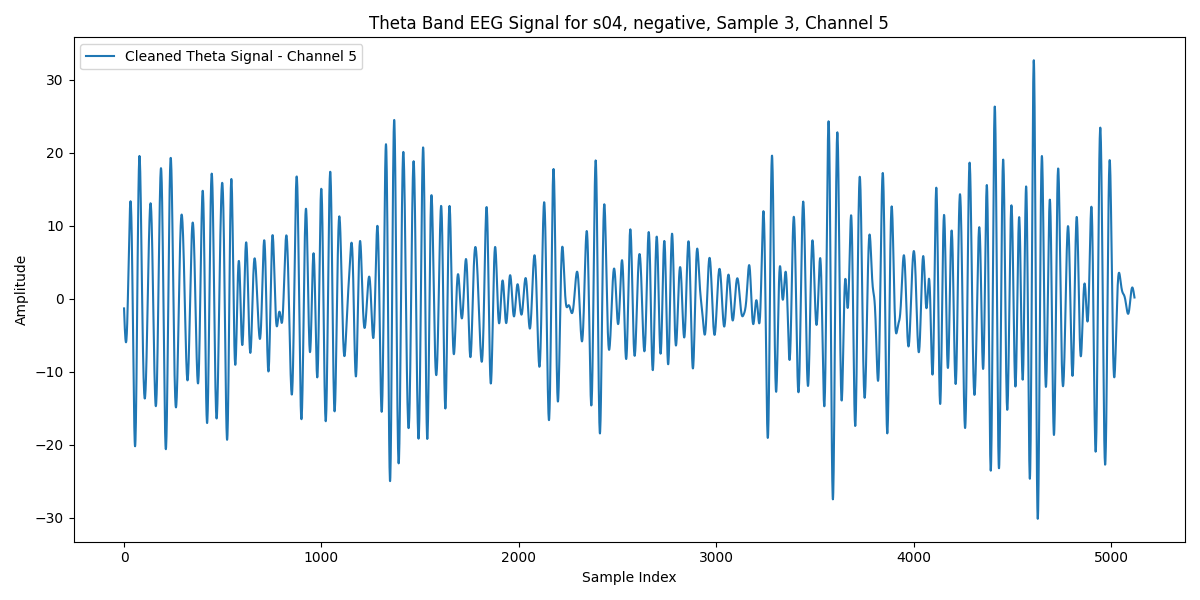 Theta Band EEG Signal for s04, negative, Sample 3, Channel 5
Cleaned Theta Signal - Channel 5
Amplitude
30
20
10
0
−10
−20
−30
0 1000 2000 3000 4000 5000
Sample Index